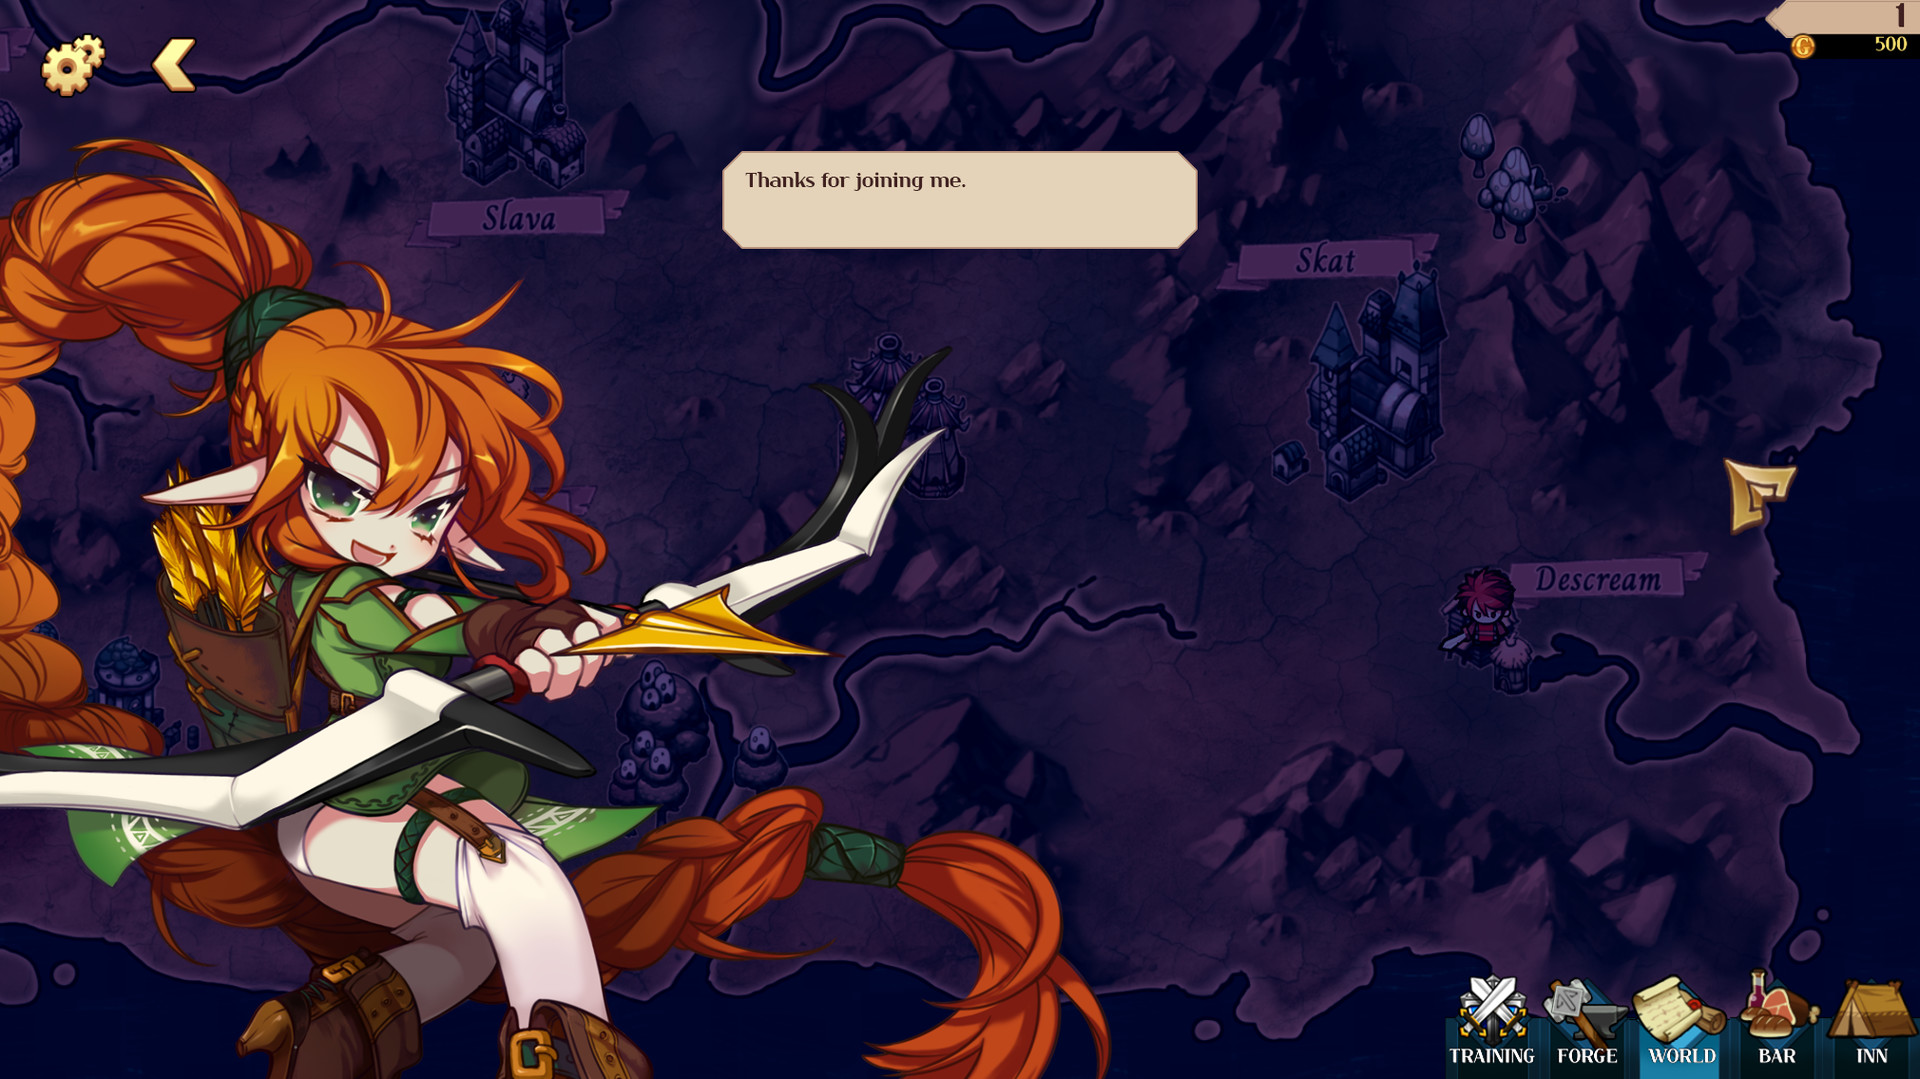 1
500
Thanks for joining me.
Slava
Skat
Descream
TRAINING
FORGE
WORLD
BAR
INN